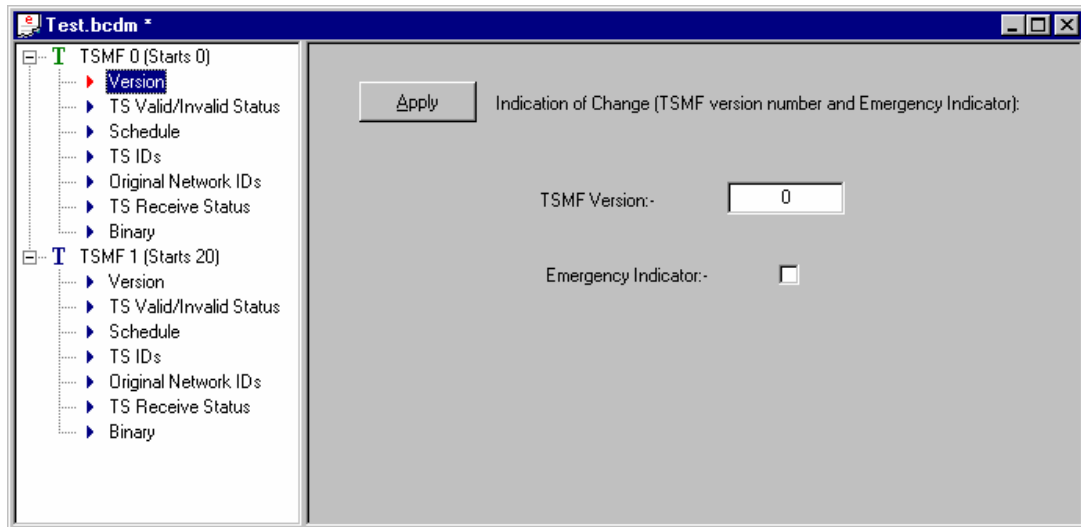 Test.bcdm *
TSMF 0 (Starts 0)
Version
TS Valid/Invalid Status
Schedule
TS IDs
Original Network IDs
TS Receive Status
Binary
TSMF 1 (Starts 20)
Version
TS Valid/Invalid Status
Schedule
TS IDs
Original Network IDs
TS Receive Status
Binary
Apply
Indication of Change (TSMF version number and Emergency Indicator):
TSMF Version:-
0
Emergency Indicator:-